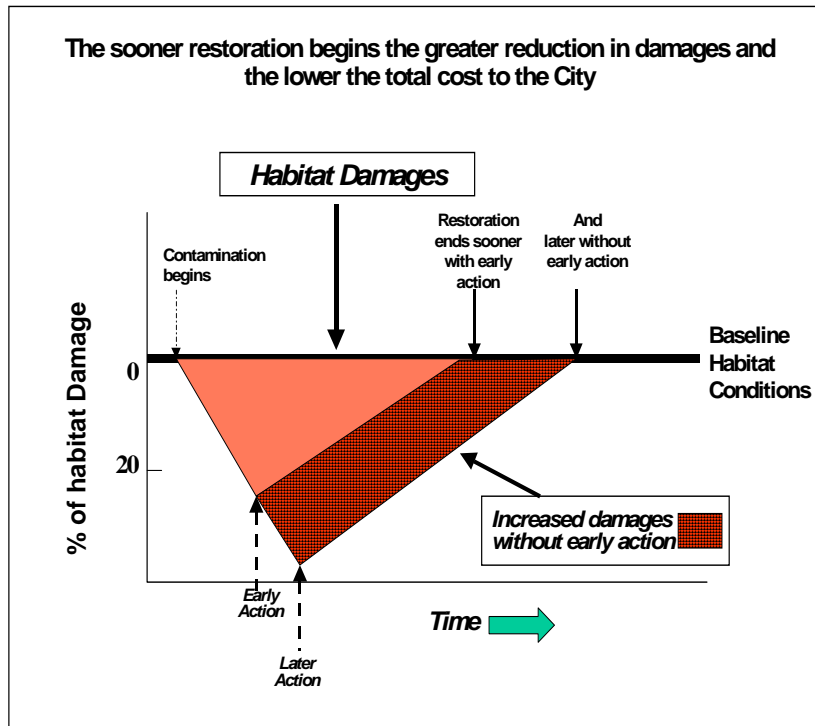 The sooner restoration begins the greater reduction in damages and
the lower the total cost to the City
Habitat Damages
Contamination
begins
Restoration
ends sooner
with early
action
And
later without
early action
% of habitat Damage
0
20
Baseline
Habitat
Conditions
Increased damages
without early action
Early
Action
Later
Action
Time